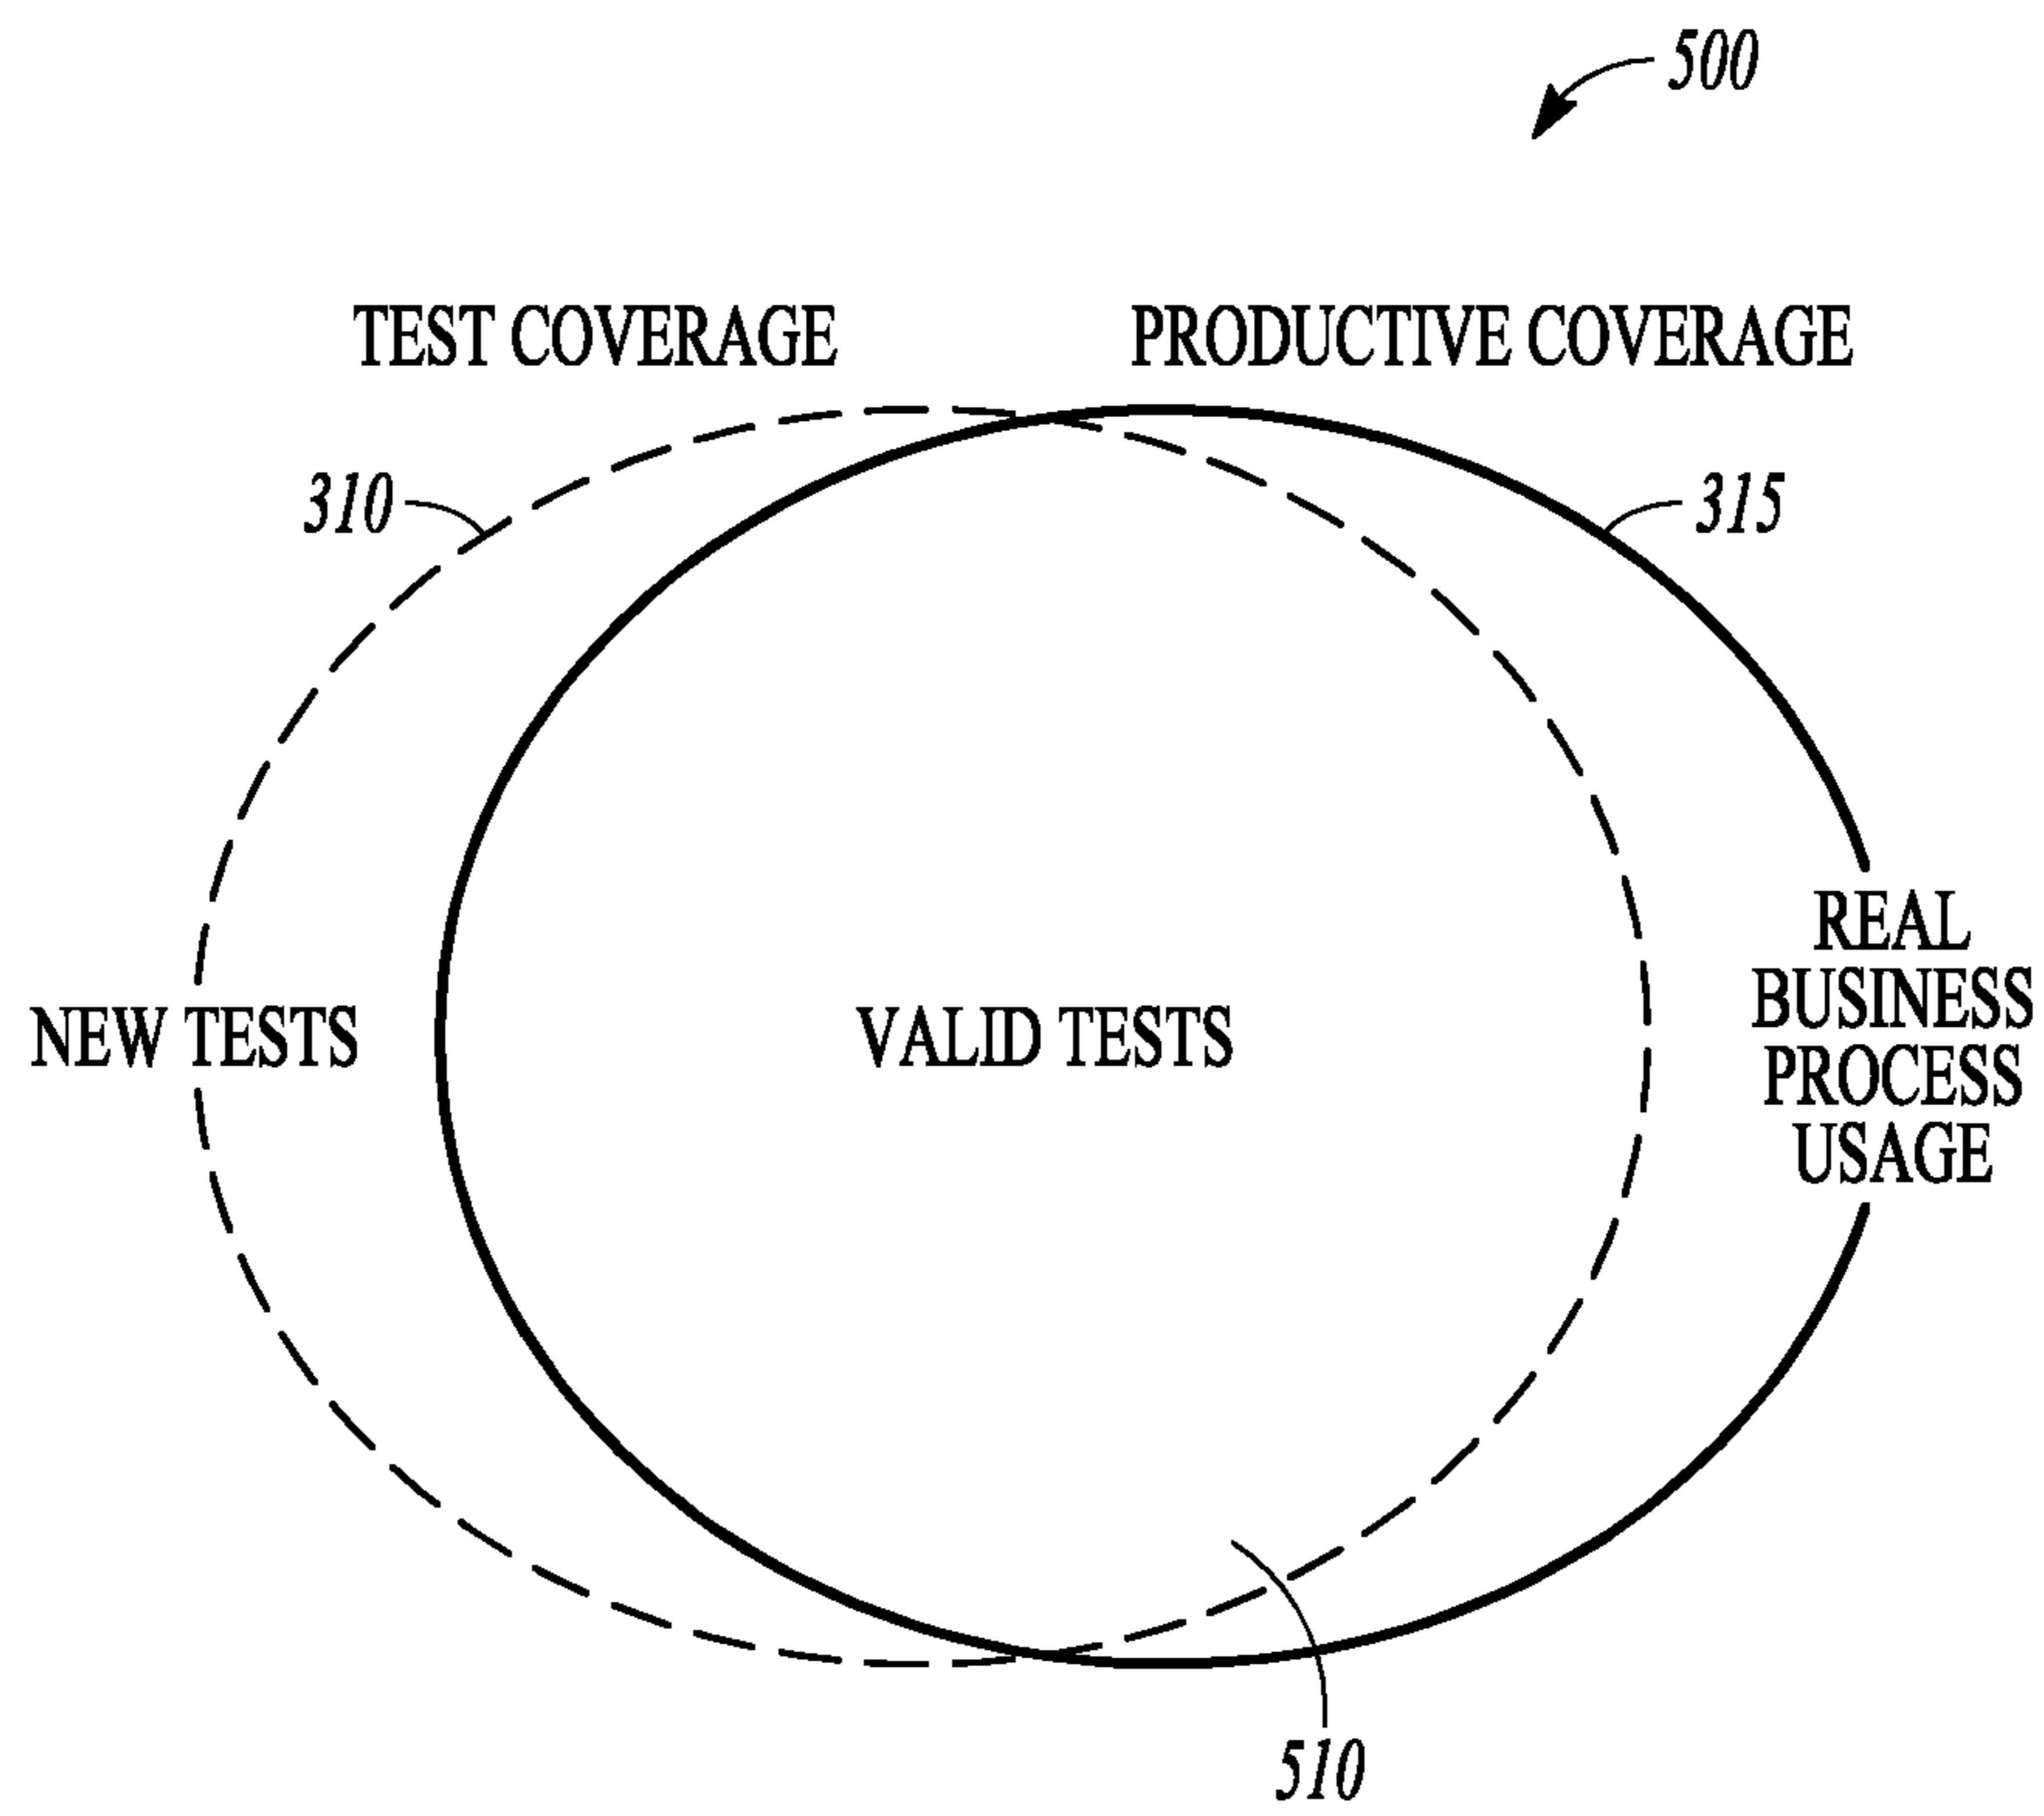 500
TEST COVERAGE
PRODUCTIVE COVERAGE
310
315
NEW TESTS
VALID TESTS
REAL
BUSINESS
PROCESS
USAGE
510